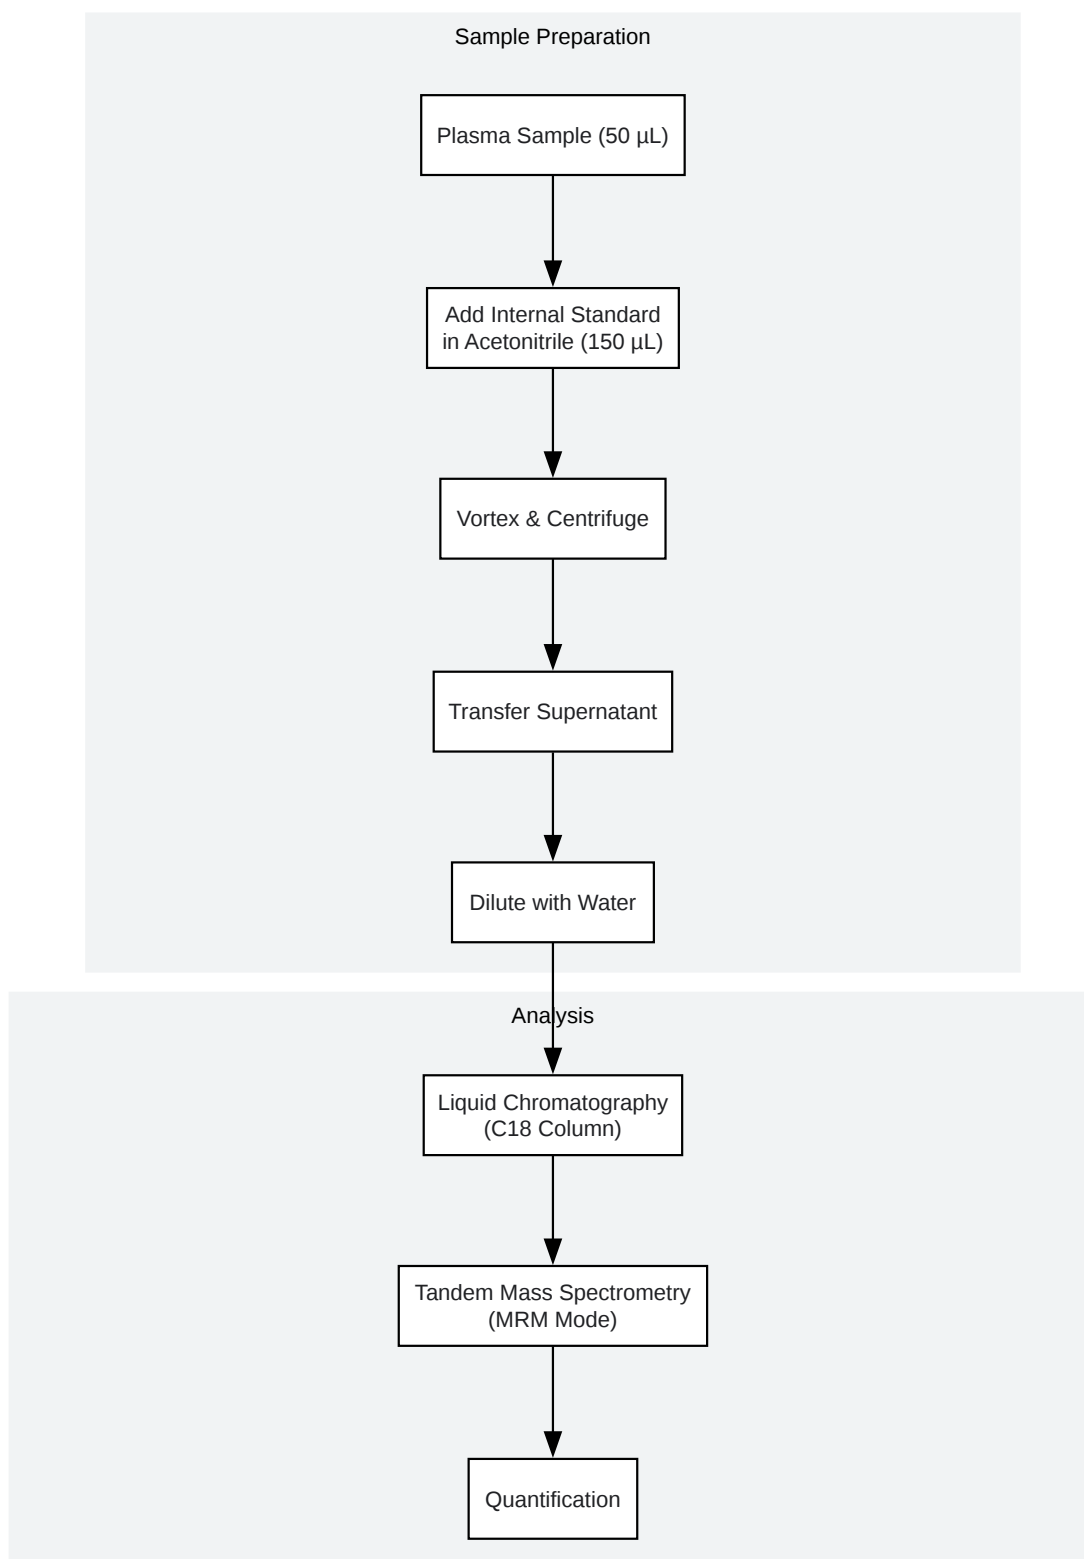 Sample Preparation
Plasma Sample (50 µL)
Add Internal Standard
in Acetonitrile (150 µL)
Vortex & Centrifuge
Transfer Supernatant
Dilute with Water
Analysis
Liquid Chromatography
(C18 Column)
Tandem Mass Spectrometry
(MRM Mode)
Quantification